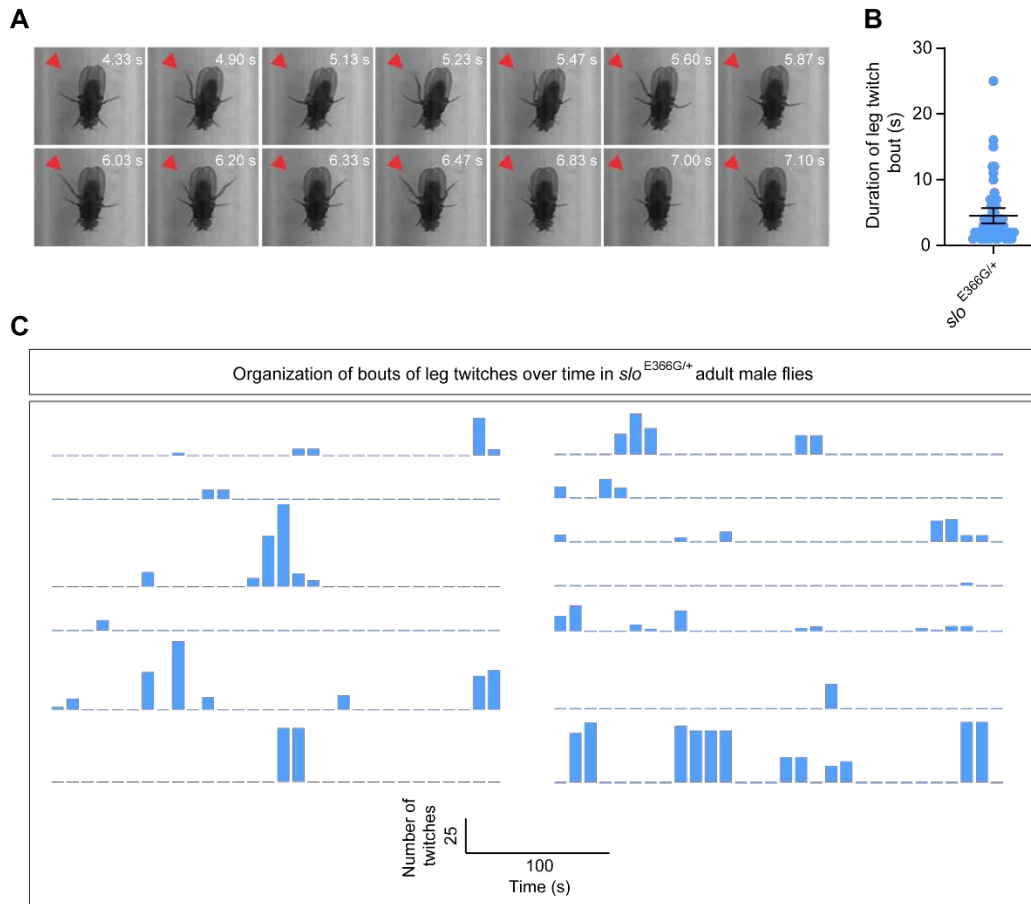 A
4.33 s
4.90 s
5.13 s
5.23 s
5.47 s
5.60 s
5.87 s
6.03 s
6.20 s
6.33 s
6.47 s
6.83 s
7.00 s
7.10 s
B
Duration of leg twitch
bout (s)
30
20
10
0
slo E366G/+
C
Organization of bouts of leg twitches over time in slo E366G/+ adult male flies
Number of
twitches
25
100
Time (s)